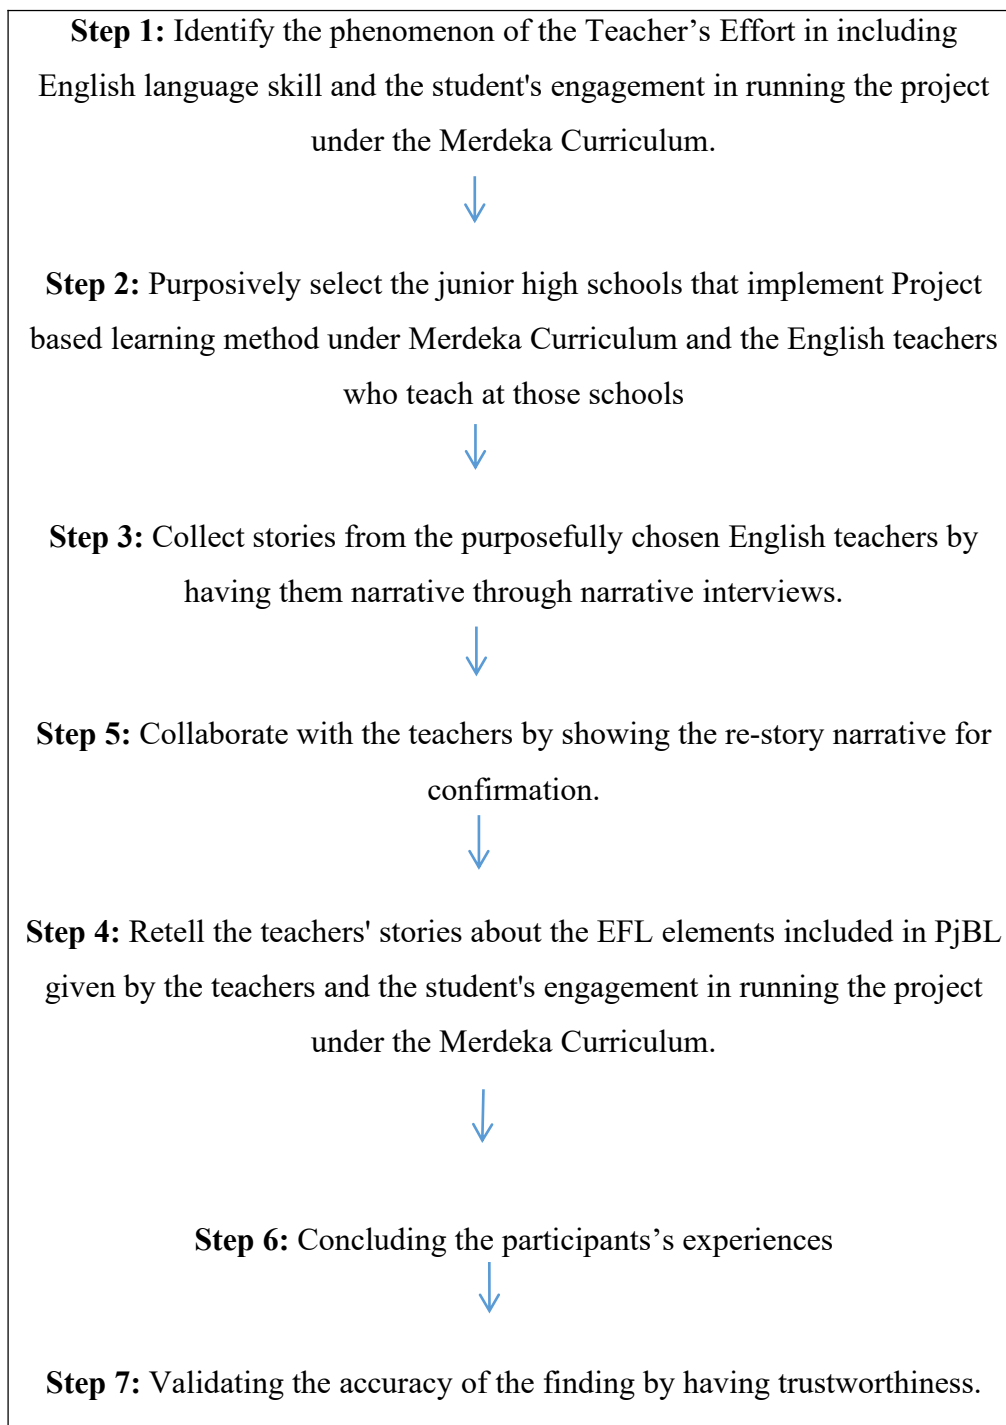 Step 1: Identify the phenomenon of the Teacher’s Effort in including
English language skill and the student's engagement in running the project
under the Merdeka Curriculum.
Step 2: Purposively select the junior high schools that implement Project
based learning method under Merdeka Curriculum and the English teachers
who teach at those schools
Step 3: Collect stories from the purposefully chosen English teachers by
having them narrative through narrative interviews.
Step 5: Collaborate with the teachers by showing the re-story narrative for
confirmation.
Step 4: Retell the teachers' stories about the EFL elements included in PjBL
given by the teachers and the student's engagement in running the project
under the Merdeka Curriculum.
Step 6: Concluding the participants’s experiences
Step 7: Validating the accuracy of the finding by having trustworthiness.